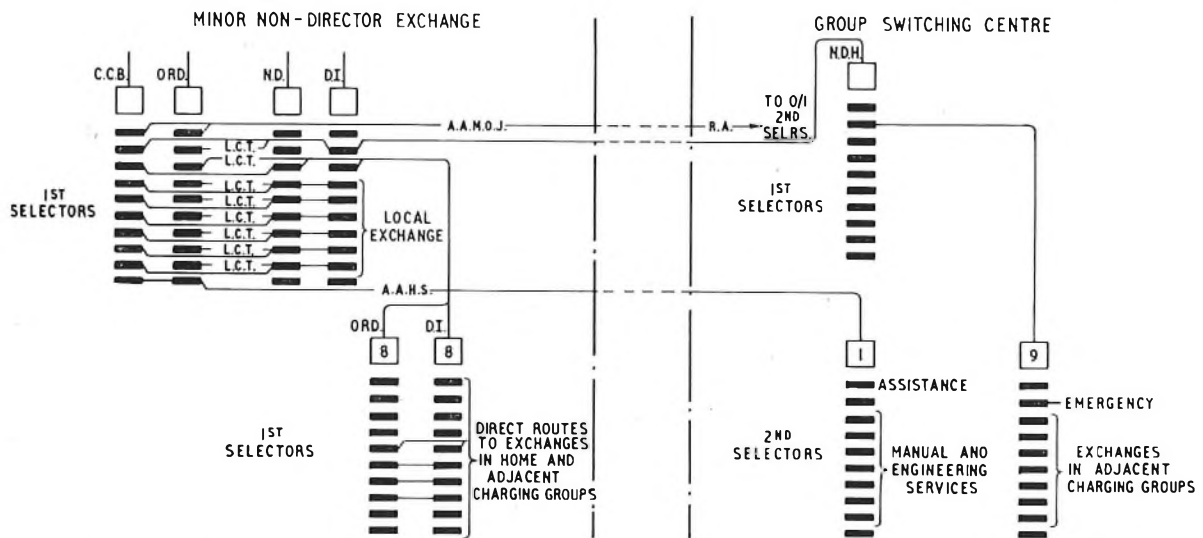 MINOR NON-DIRECTOR EXCHANGE
GROUP SWITCHING CENTRE
C.C.B.
ORD.
N.D.
D.I.
N.D.H.
TO O/I
2ND
SELRS.
A.A.M.O.J.
R.A.
L.C.T.
L.C.T.
L.C.T.
L.C.T.
L.C.T.
L.C.T.
L.C.T.
L.C.T.
1ST
SELECTORS
LOCAL
EXCHANGE
1ST
SELECTORS
A.A.H.S.
ORD.
D.I.
8
8
1
9
ASSISTANCE
EMERGENCY
1ST
SELECTORS
DIRECT ROUTES
TO EXCHANGES
IN HOME AND
ADJACENT
CHARGING GROUPS
2ND
SELECTORS
MANUAL AND
ENGINEERING
SERVICES
EXCHANGES
IN ADJACENT
CHARGING GROUPS